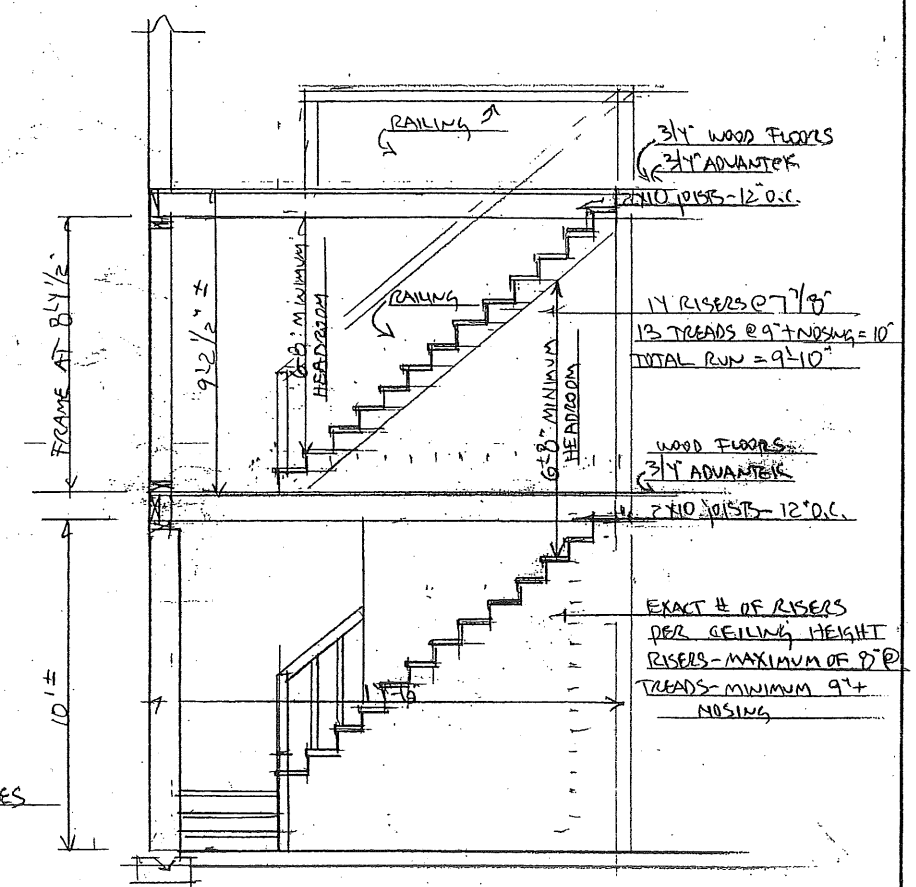 RAILING
3/4" WOOD FLOORS
3/4" ADVANTEK
2X10 JOISTS-12" O.C.
FRAME AT 8'-4 1/2"
9'-2 1/2" ±
6'-8" MINIMUM
HEADROOM
RAILING
14 RISERS @ 7 7/8"
13 TREADS @ 9" + NOSING = 10"
TOTAL RUN = 9'-10"
6'-8" MINIMUM
HEADROOM
WOOD FLOORS
3/4" ADVANTEK
2X10 JOISTS-12" O.C.
10' ±
EXACT # OF RISERS
PER CEILING HEIGHT
RISERS-MAXIMUM OF 8" @
TREADS-MINIMUM 9" +
NOSING